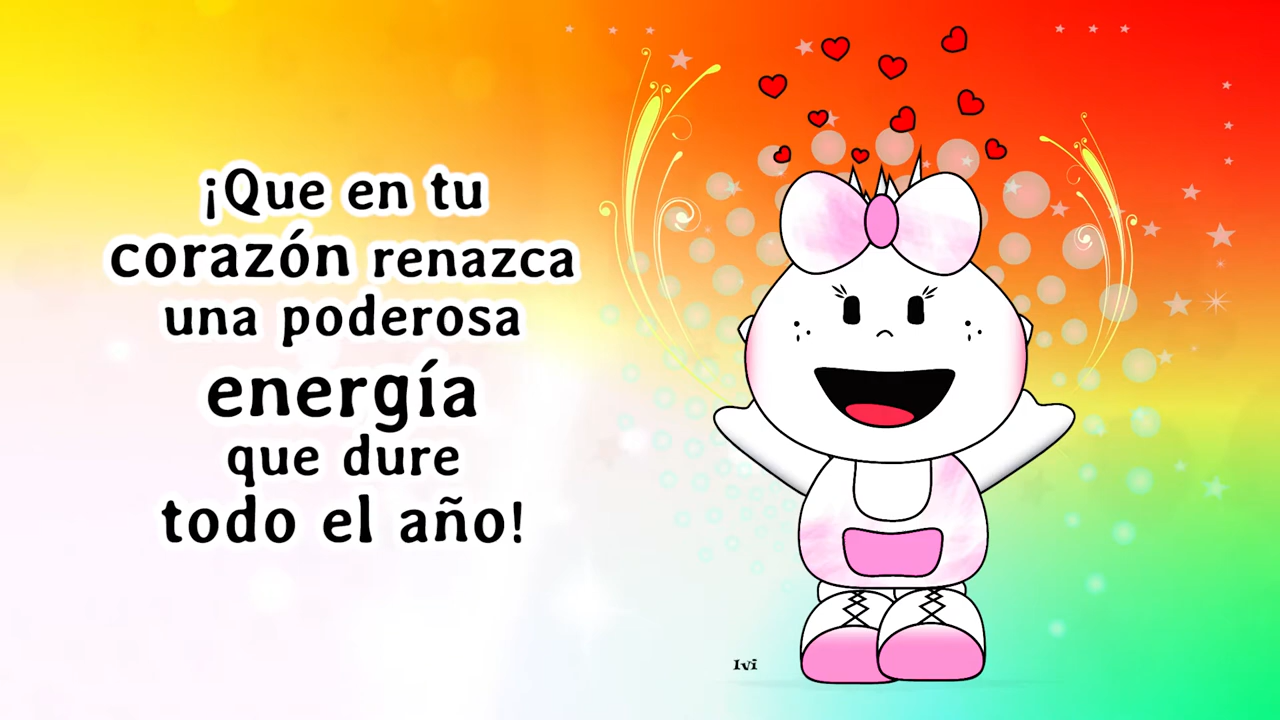 ¡Que en tu
corazón renazca
una poderosa
energía
que dure
todo el año!
Ivi